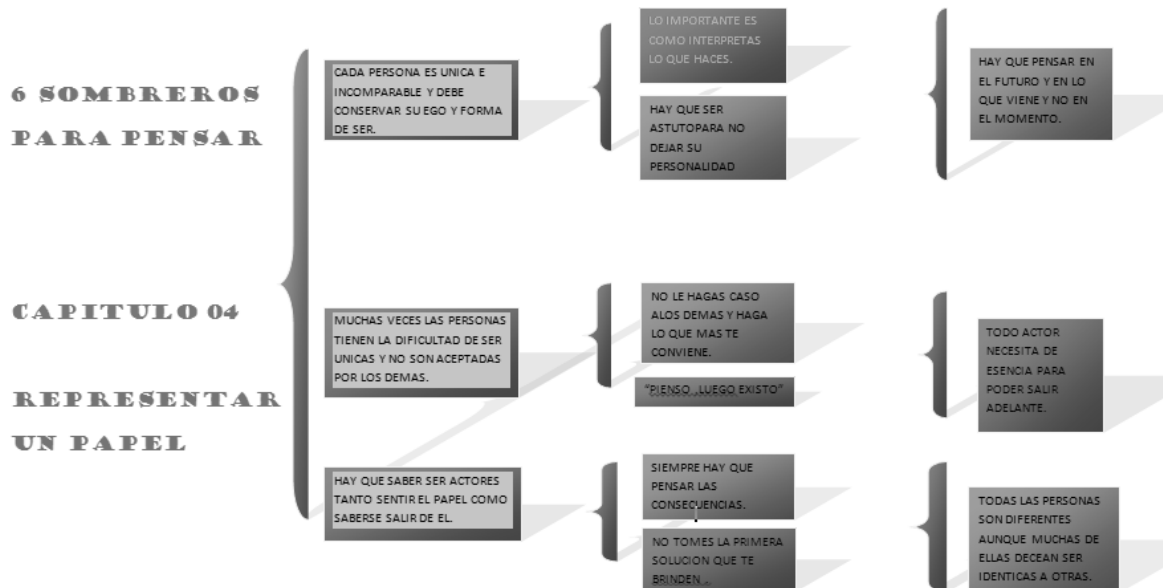 6 SOMBREROS
PARA PENSAR
CAPITULO 04
REPRESENTAR
UN PAPEL
CADA PERSONA ES UNICA E
INCOMPARABLE Y DEBE
CONSERVAR SU EGO Y FORMA
DE SER.
LO IMPORTANTE ES
COMO INTERPRETAS
LO QUE HACES.
HAY QUE SER
ASTUTOPARA NO
DEJAR SU
PERSONALIDAD
HAY QUE PENSAR EN
EL FUTURO Y EN LO
QUE VIENE Y NO EN
EL MOMENTO.
MUCHAS VECES LAS PERSONAS
TIENEN LA DIFICULTAD DE SER
UNICAS Y NO SON ACEPTADAS
POR LOS DEMAS.
NO LE HAGAS CASO
ALOS DEMAS Y HAGA
LO QUE MAS TE
CONVIENE.
"PIENSO ,LUEGO EXISTO"
TODO ACTOR
NECESITA DE
ESENCIA PARA
PODER SALIR
ADELANTE.
HAY QUE SABER SER ACTORES
TANTO SENTIR EL PAPEL COMO
SABERSE SALIR DE EL.
SIEMPRE HAY QUE
PENSAR LAS
CONSECUENCIAS.
NO TOMES LA PRIMERA
SOLUCION QUE TE
BRINDEN .
TODAS LAS PERSONAS
SON DIFERENTES
AUNQUE MUCHAS DE
ELLAS DECEAN SER
IDENTICAS A OTRAS.